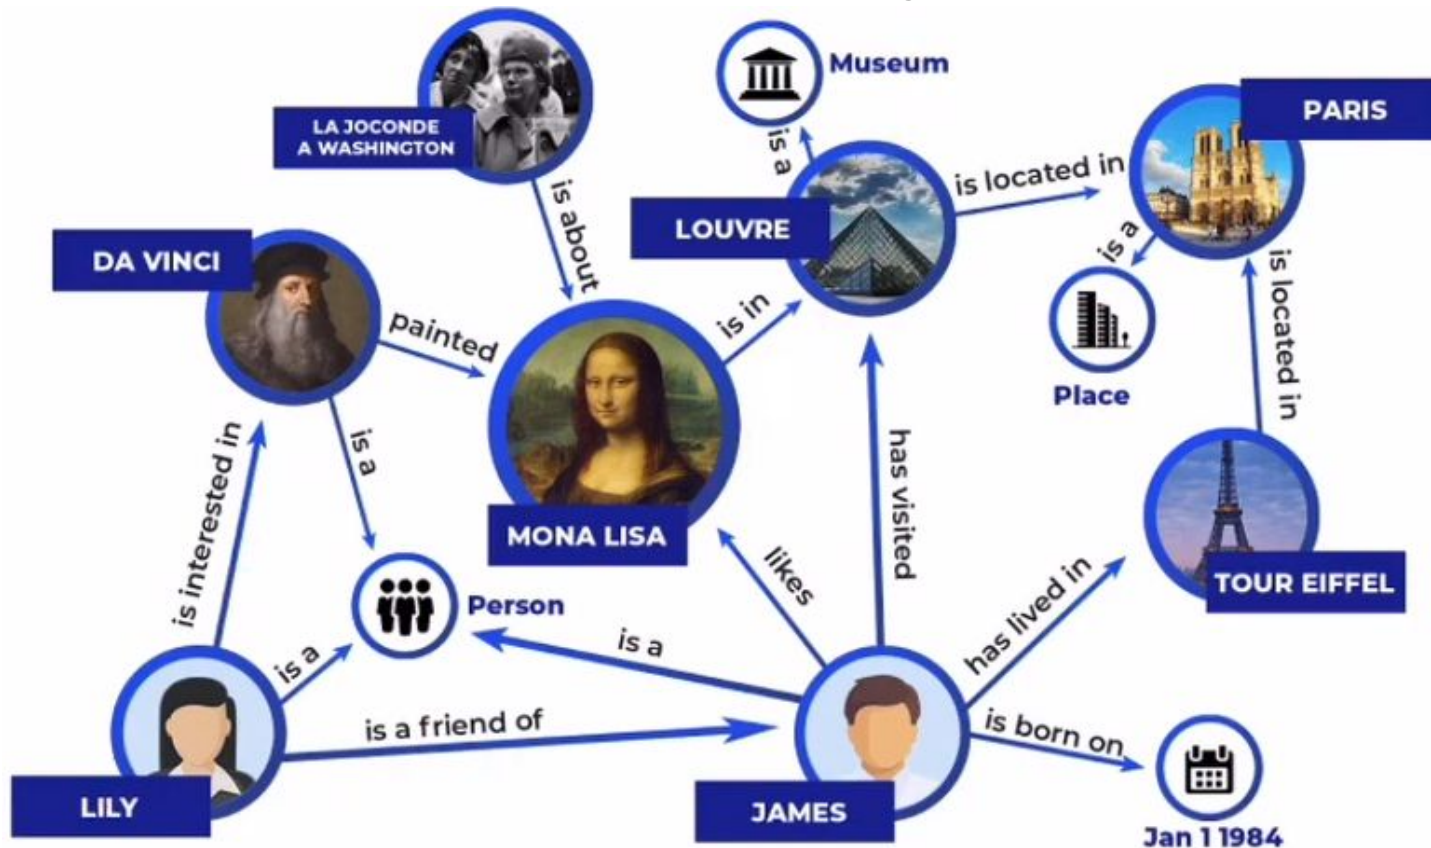 Museum
PARIS
LA JOCONDE
A WASHINGTON
is a
is located in
is about
LOUVRE
is a
DA VINCI
is in
is located in
painted
Place
is a
has visited
is interested in
MONA LISA
likes
has lived in
TOUR EIFFEL
Person
is a
is a
is a friend of
is born on
LILY
JAMES
Jan 1 1984